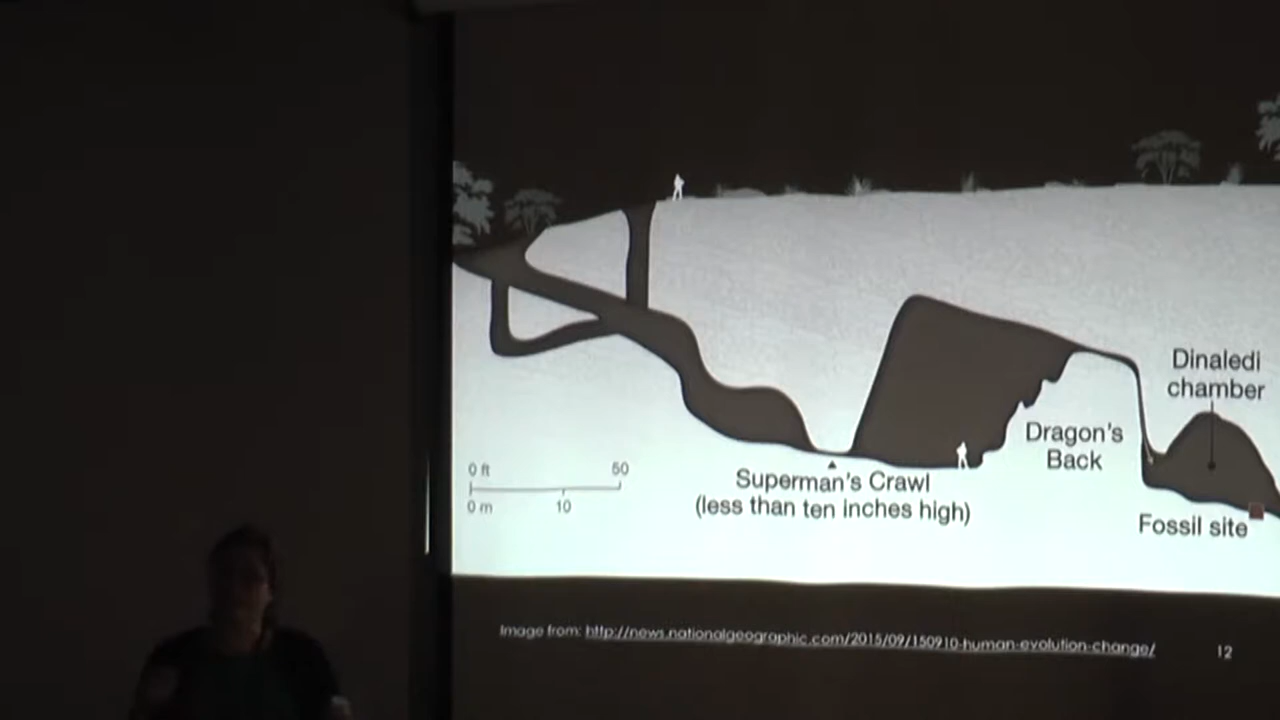 Dinaledi
chamber
Dragon's
Back
0 ft 50
0 m 10
Superman's Crawl
(less than ten inches high)
Fossil site
Image from: http://news.nationalgeographic.com/2015/09/150910-human-evolution-change/
12